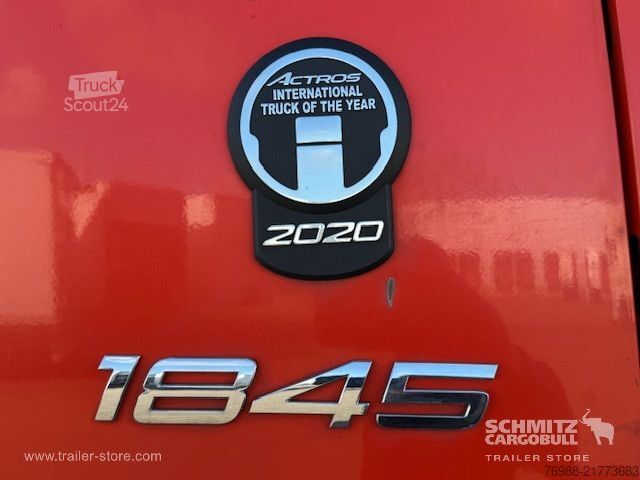 Truck
Scout24
ACTROS
INTERNATIONAL
TRUCK OF THE YEAR
2020
1845
SCHMITZ
CARGOBULL
TRAILER STORE
www.trailer-store.com
76988-21773683